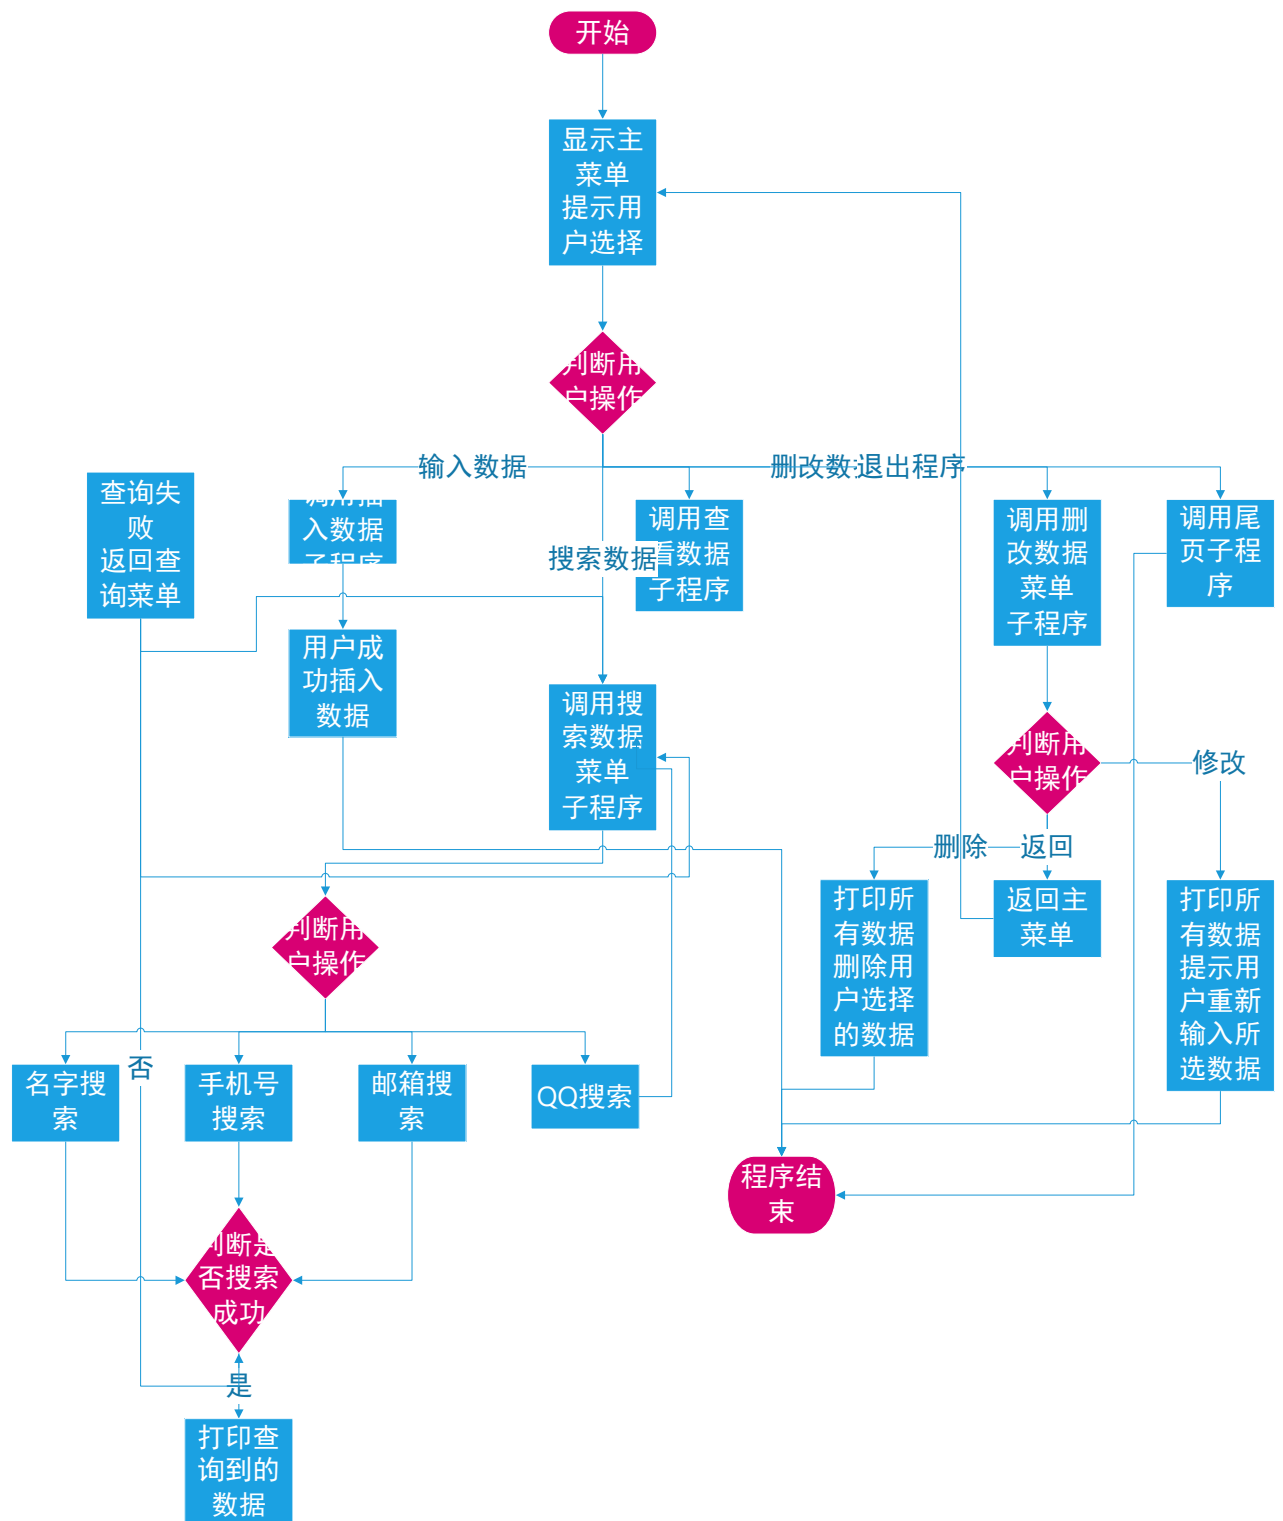 开始
显示主
菜单
提示用
户选择
判断用
户操作
输入数据
删改数
退出程序
查询失
败
返回查
询菜单
调用插
入数据
子程序
搜索数据
调用查
看数据
子程序
调用删
改数据
菜单
子程序
调用尾
页子程
序
用户成
功插入
数据
调用搜
索数据
菜单
子程序
判断用
户操作
修改
删除
返回
打印所
有数据
删除用
户选择
的数据
返回主
菜单
打印所
有数据
提示用
户重新
输入所
选数据
判断用
户操作
否
名字搜
索
手机号
搜索
邮箱搜
索
QQ搜索
程序结
束
判断是
否搜索
成功
是
打印查
询到的
数据